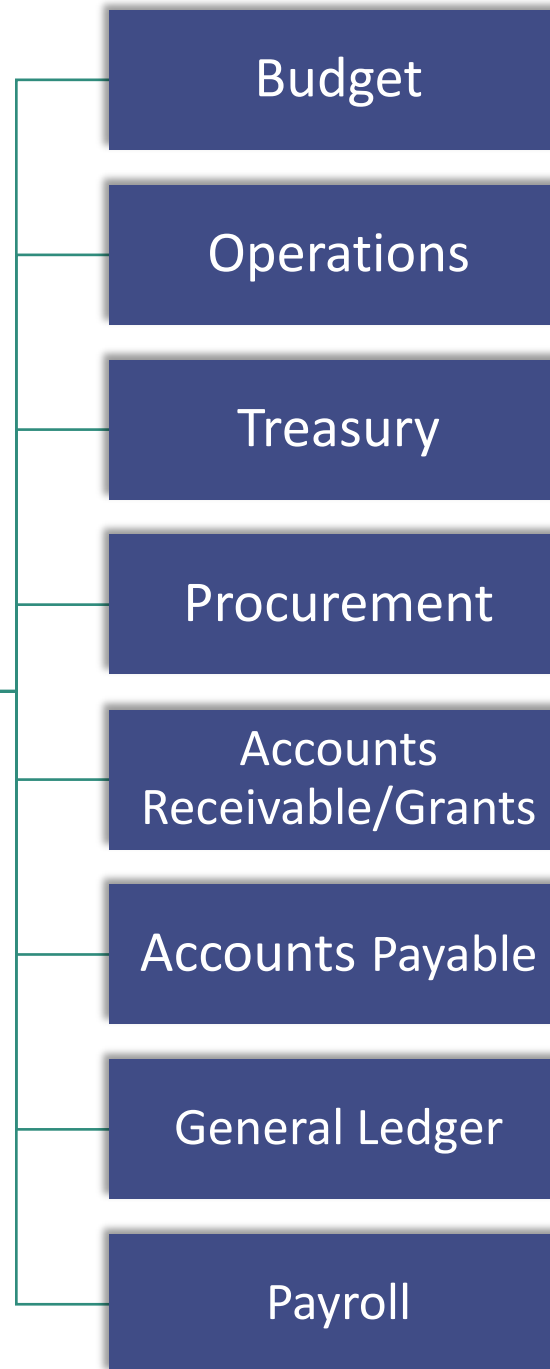 Budget
Operations
Treasury
Procurement
Accounts
Receivable/Grants
Accounts Payable
General Ledger
Payroll